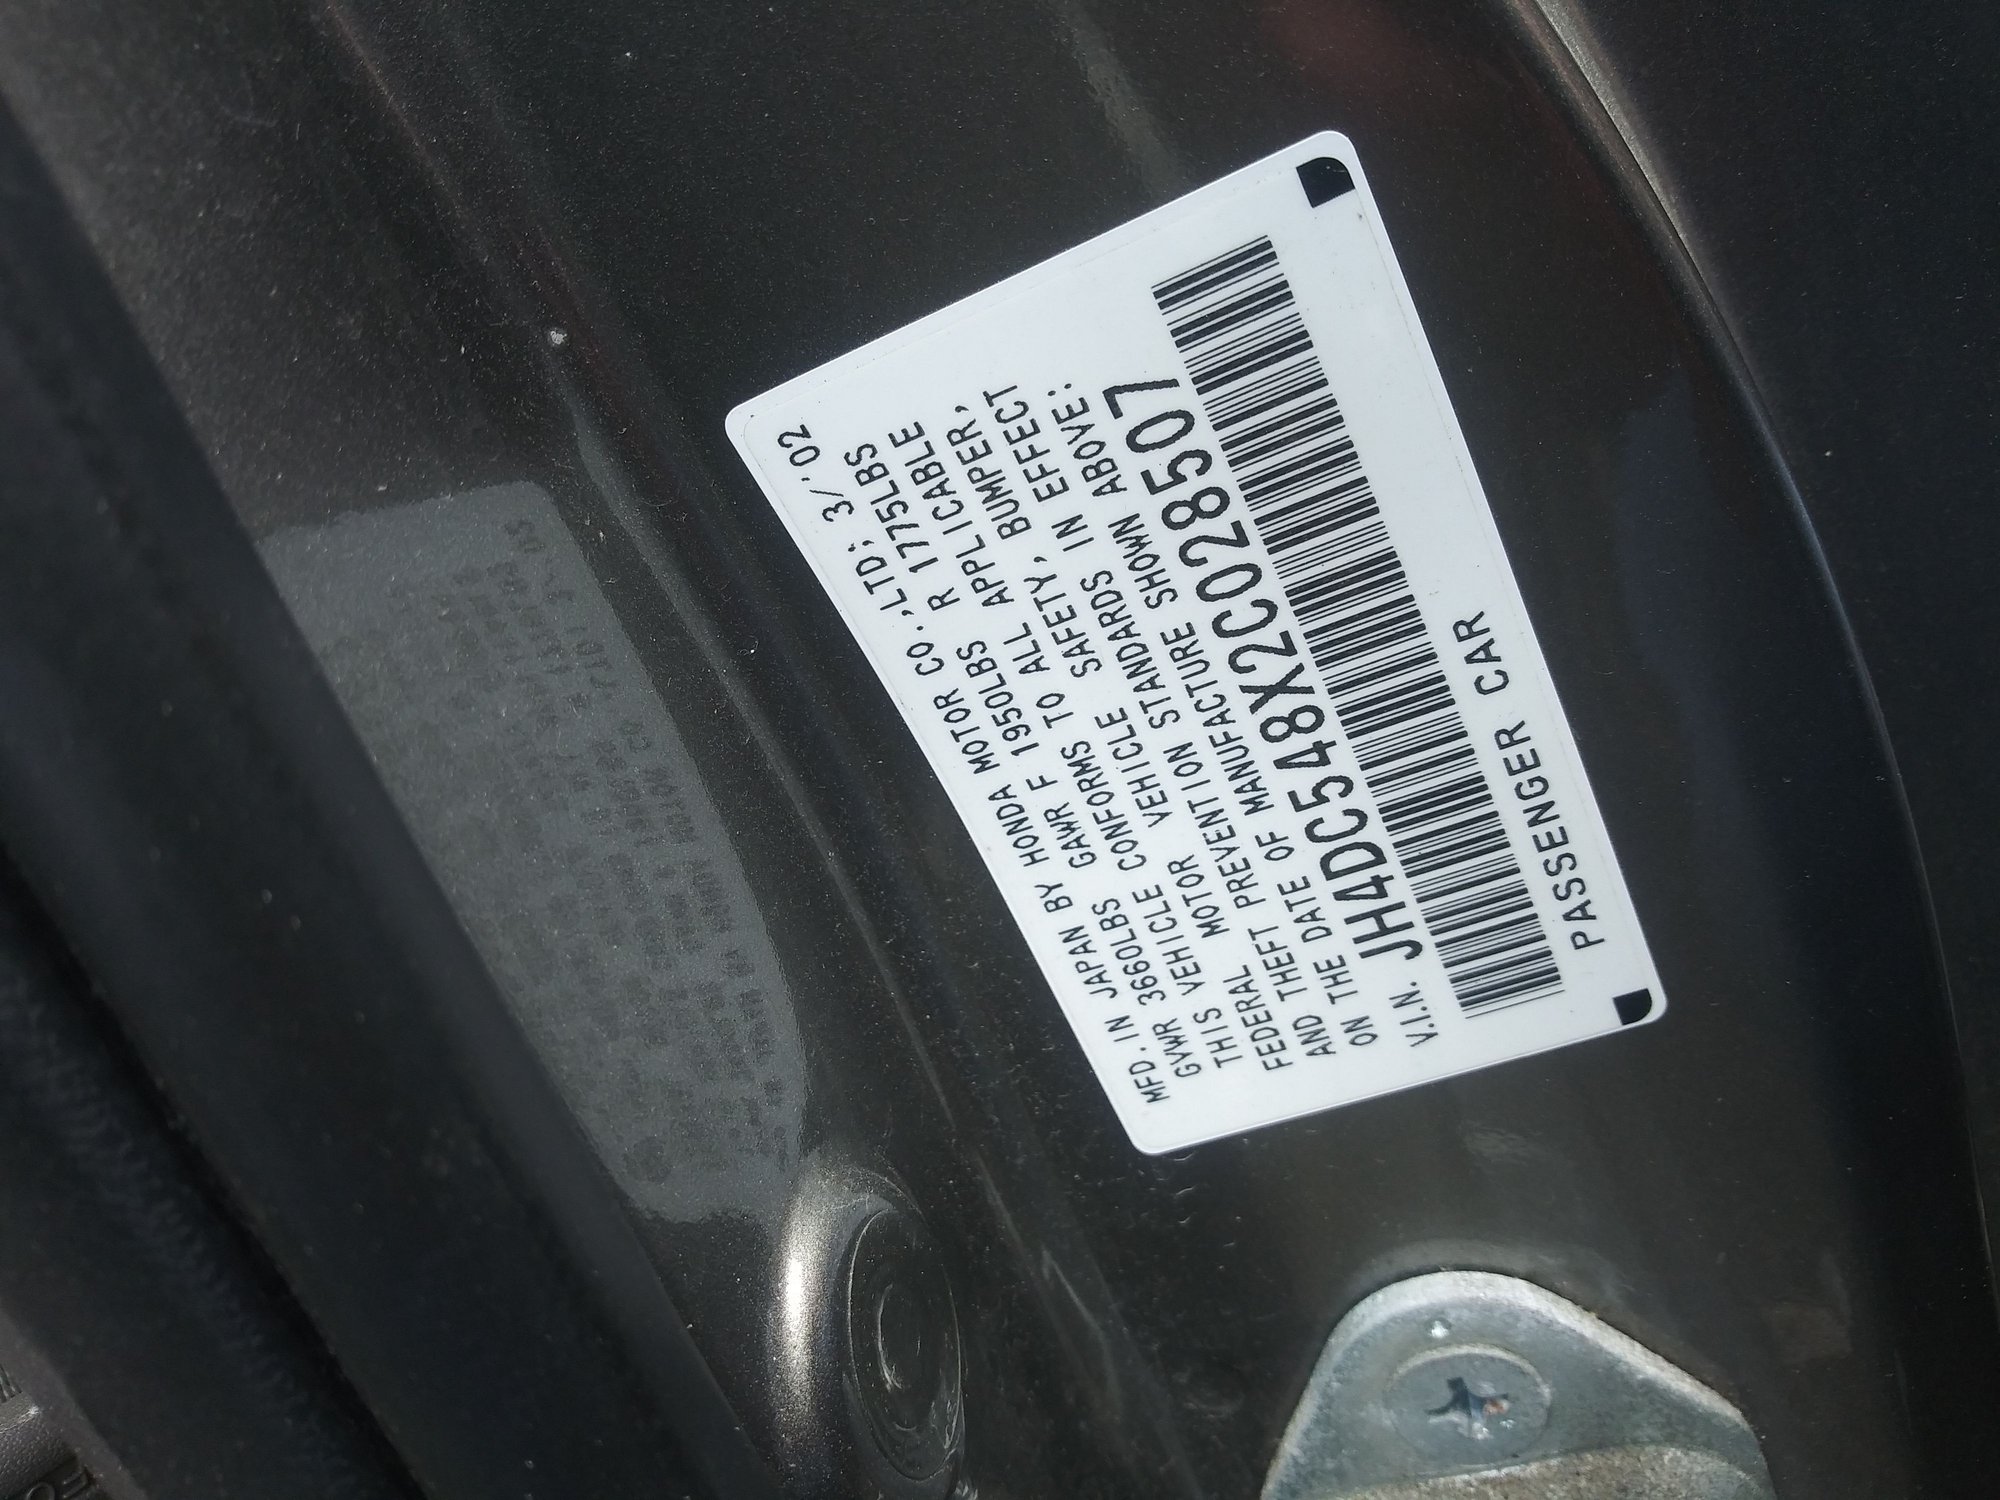 MFD. IN JAPAN BY HONDA MOTOR CO.,LTD: 3/'02
GVWR 3660LBS GAWR F 1950LBS R 1775LBS
THIS VEHICLE CONFORMS TO ALL APPLICABLE
FEDERAL MOTOR VEHICLE SAFETY, BUMPER,
AND THEFT PREVENTION STANDARDS IN EFFECT
ON THE DATE OF MANUFACTURE SHOWN ABOVE:
V.I.N. JH4DC548X2C028507
PASSENGER CAR